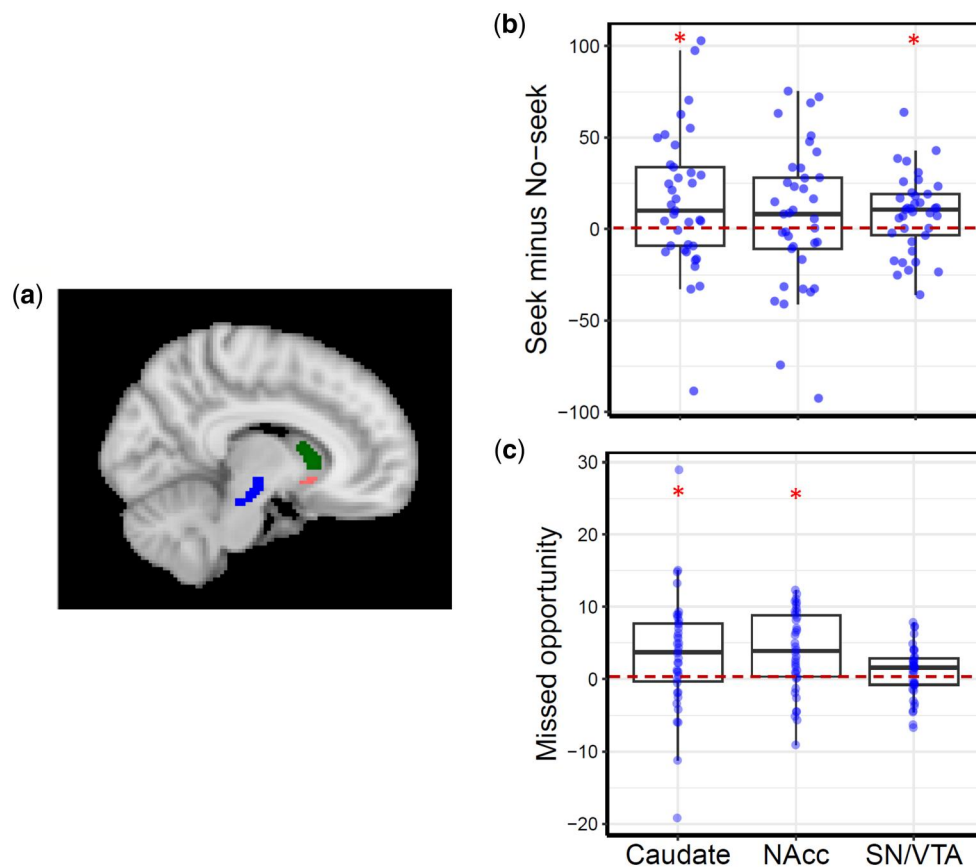 (a)
(b)
Seek minus No−seek
100
50
0
−50
−100
*
*
(c)
Missed opportunity
30
20
10
0
−10
−20
*
*
Caudate NAcc SN/VTA